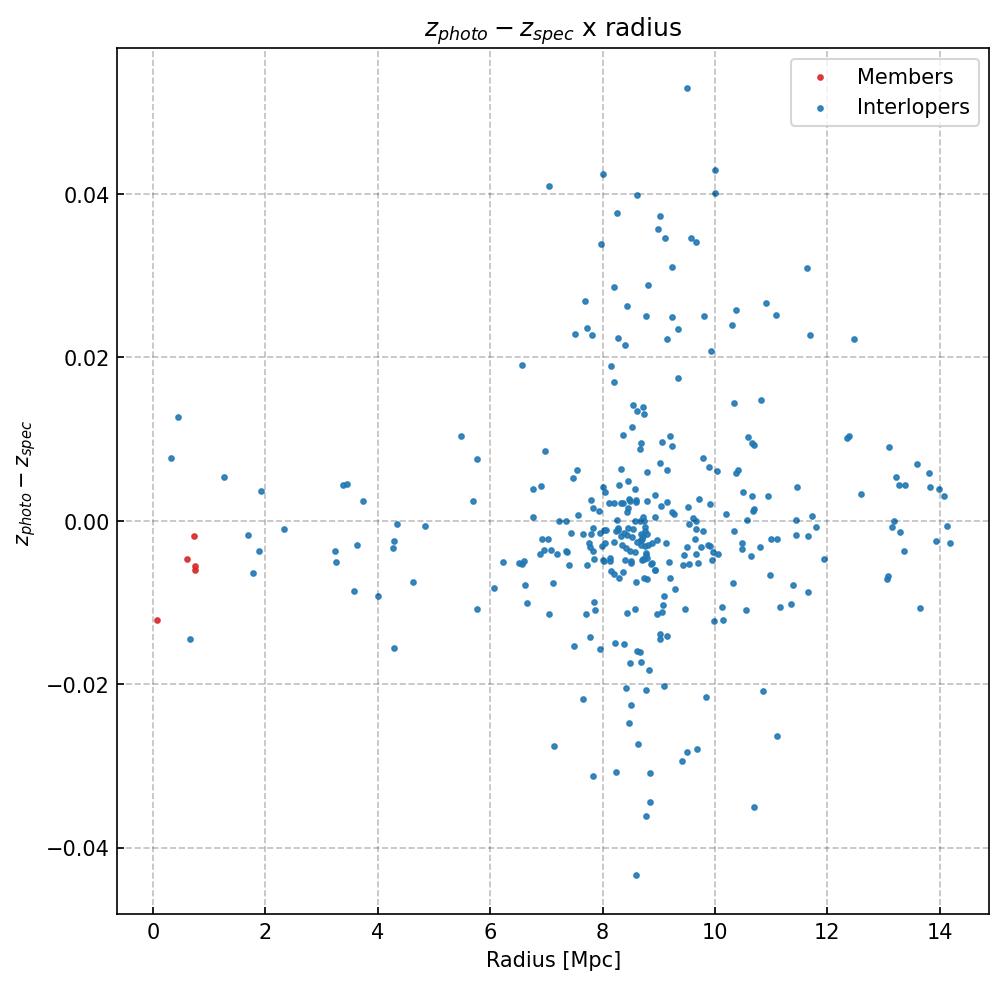 z_photo − z_spec x radius
Members
Interlopers
0.04
0.02
0.00
−0.02
−0.04
z_photo − z_spec
0 2 4 6 8 10 12 14
Radius [Mpc]